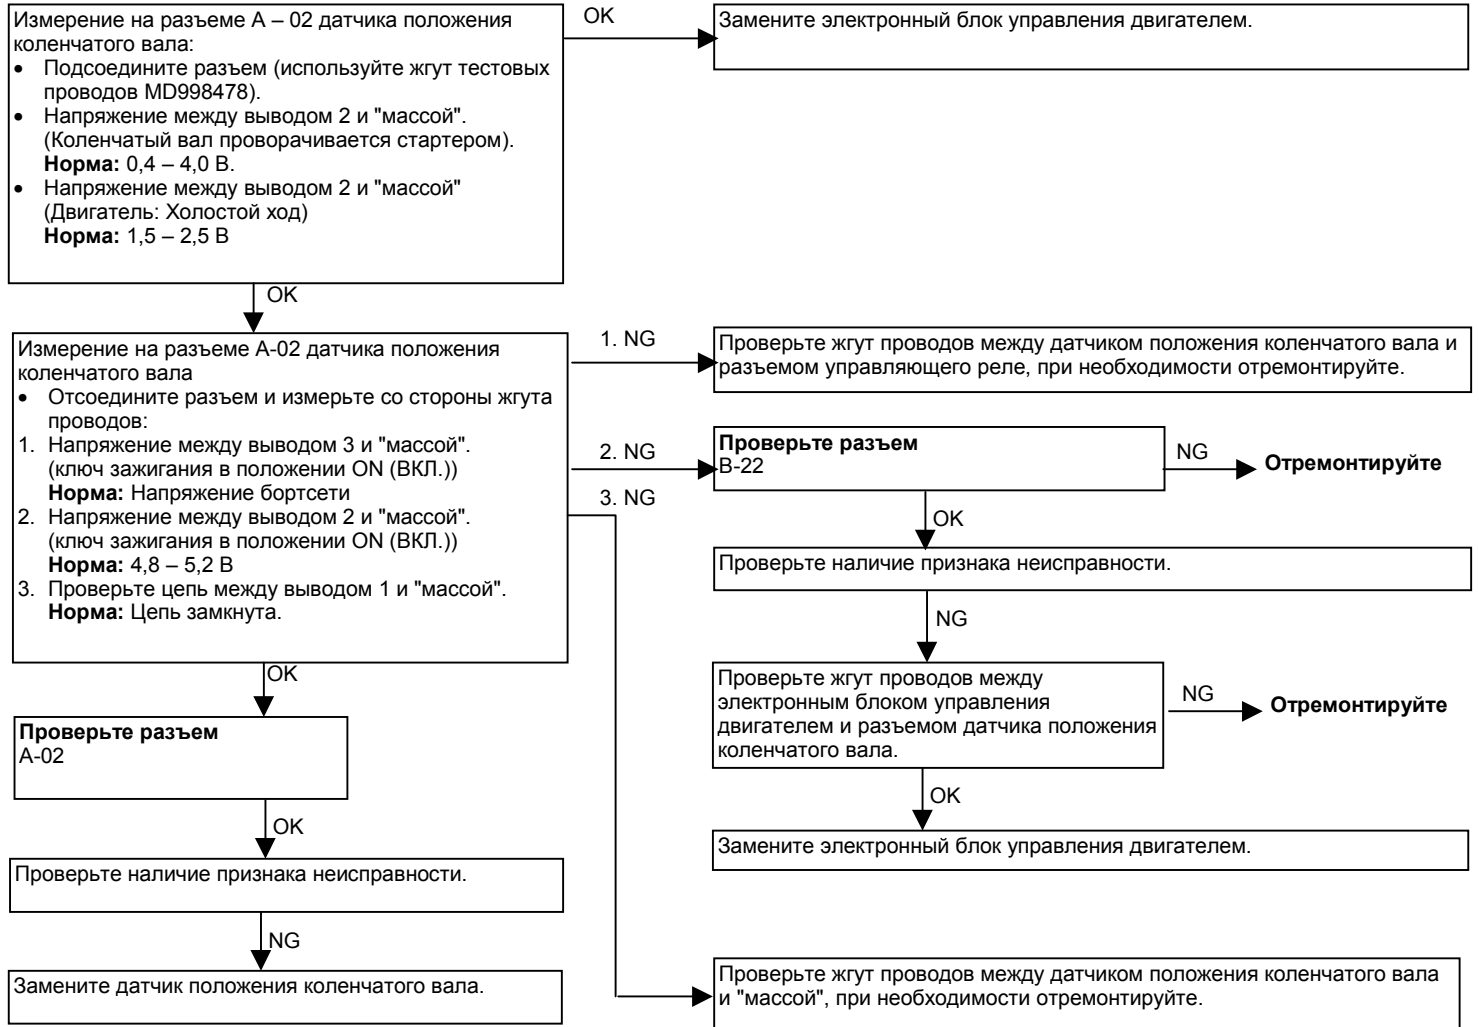 Измерение на разъеме А – 02 датчика положения
коленчатого вала:
• Подсоедините разъем (используйте жгут тестовых
проводов MD998478).
• Напряжение между выводом 2 и "массой".
(Коленчатый вал проворачивается стартером).
Норма: 0,4 – 4,0 В.
• Напряжение между выводом 2 и "массой"
(Двигатель: Холостой ход)
Норма: 1,5 – 2,5 В
OK
Замените электронный блок управления двигателем.
OK
Измерение на разъеме А-02 датчика положения
коленчатого вала
• Отсоедините разъем и измерьте со стороны жгута
проводов:
1. Напряжение между выводом 3 и "массой".
(ключ зажигания в положении ON (ВКЛ.))
Норма: Напряжение бортсети
2. Напряжение между выводом 2 и "массой".
(ключ зажигания в положении ON (ВКЛ.))
Норма: 4,8 – 5,2 В
3. Проверьте цепь между выводом 1 и "массой".
Норма: Цепь замкнута.
1. NG
Проверьте жгут проводов между датчиком положения коленчатого вала и
разъемом управляющего реле, при необходимости отремонтируйте.
2. NG
Проверьте разъем
В-22
NG
Отремонтируйте
3. NG
OK
Проверьте наличие признака неисправности.
NG
Проверьте жгут проводов между
электронным блоком управления
двигателем и разъемом датчика положения
коленчатого вала.
NG
Отремонтируйте
OK
Замените электронный блок управления двигателем.
OK
Проверьте разъем
А-02
OK
Проверьте наличие признака неисправности.
NG
Замените датчик положения коленчатого вала.
Проверьте жгут проводов между датчиком положения коленчатого вала
и "массой", при необходимости отремонтируйте.